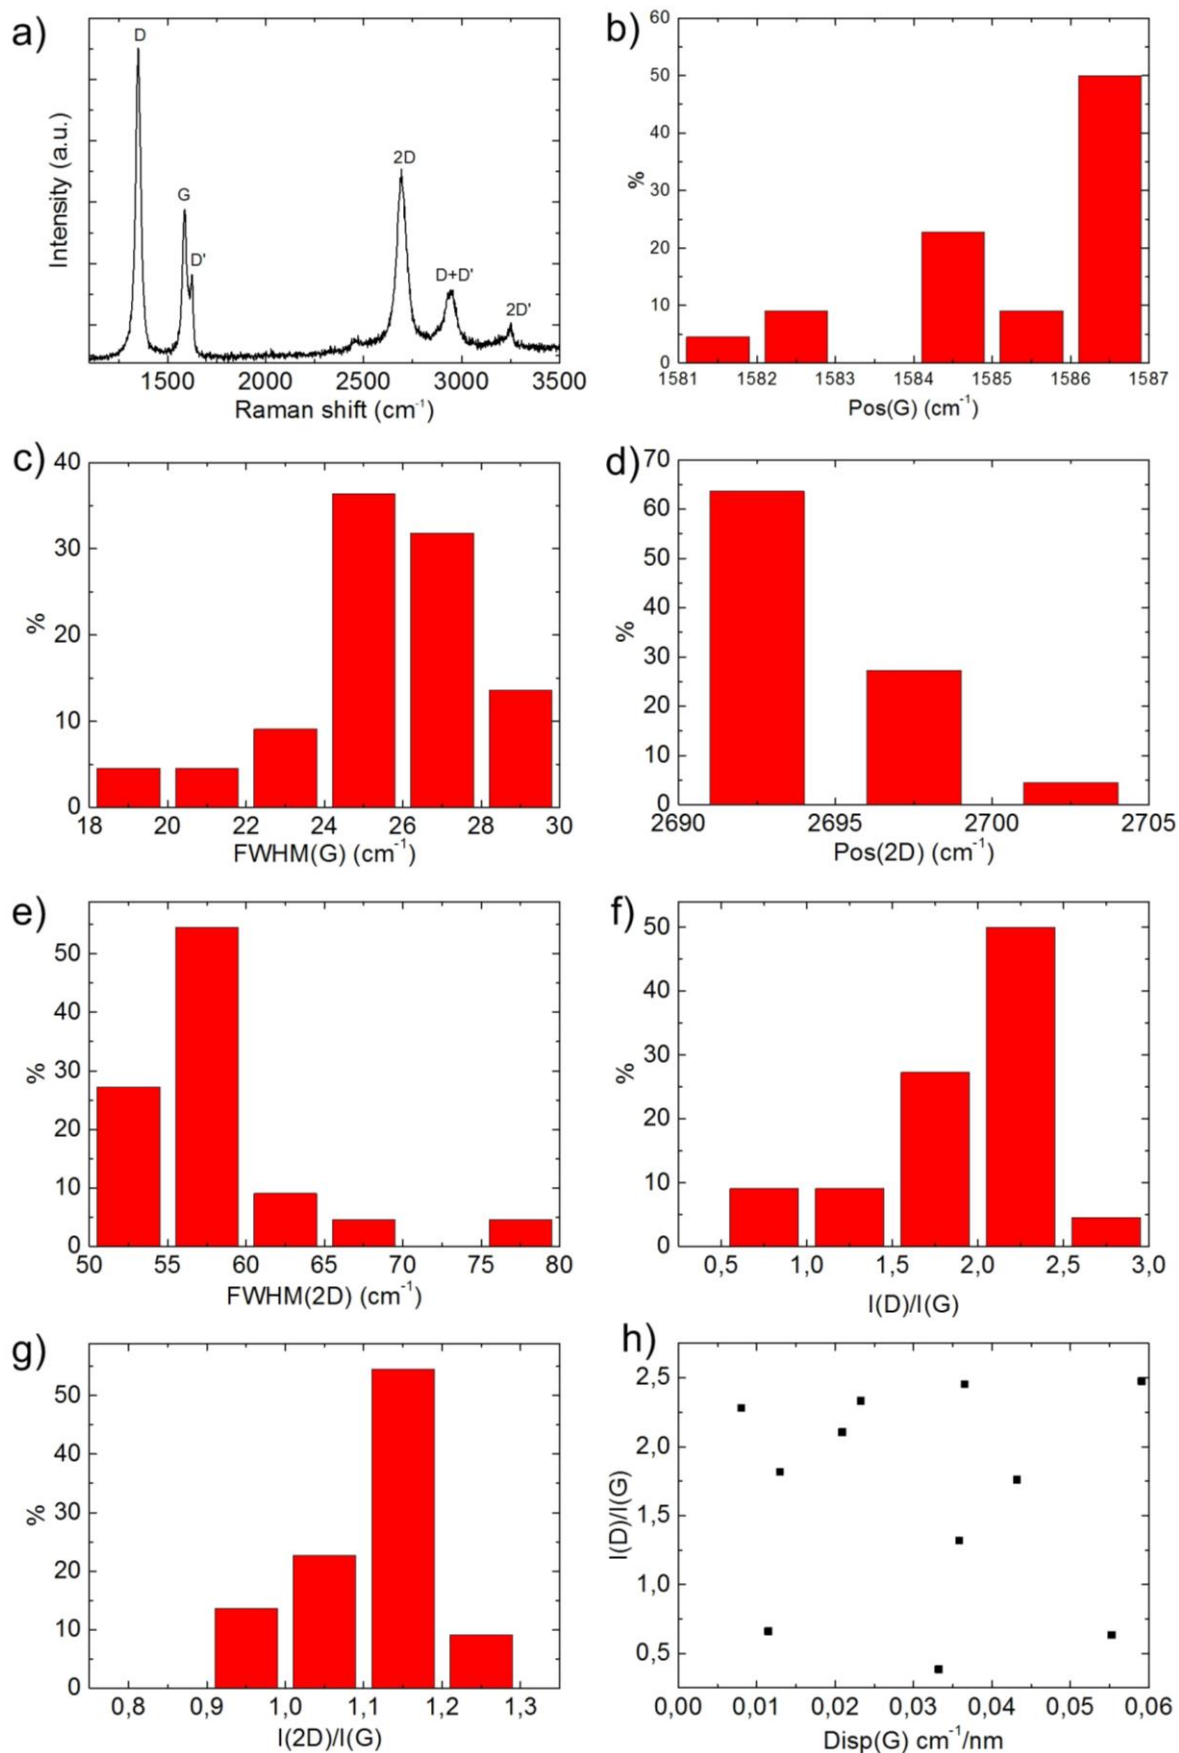 a)
D
G
D'
2D
D+D'
2D'
Intensity (a.u.)
1500 2000 2500 3000 3500
Raman shift (cm-1)
b)
60
50
40
30
20
10
0
%
1581 1582 1583 1584 1585 1586 1587
Pos(G) (cm-1)
c)
40
30
20
10
0
%
18 20 22 24 26 28 30
FWHM(G) (cm-1)
d)
70
60
50
40
30
20
10
0
%
2690 2695 2700 2705
Pos(2D) (cm-1)
e)
50
40
30
20
10
0
%
50 55 60 65 70 75 80
FWHM(2D) (cm-1)
f)
50
40
30
20
10
0
%
0,5 1,0 1,5 2,0 2,5 3,0
I(D)/I(G)
g)
50
40
30
20
10
0
%
0,8 0,9 1,0 1,1 1,2 1,3
I(2D)/I(G)
h)
2,5
2,0
1,5
1,0
0,5
I(D)/I(G)
0,00 0,01 0,02 0,03 0,04 0,05 0,06
Disp(G) cm-1/nm